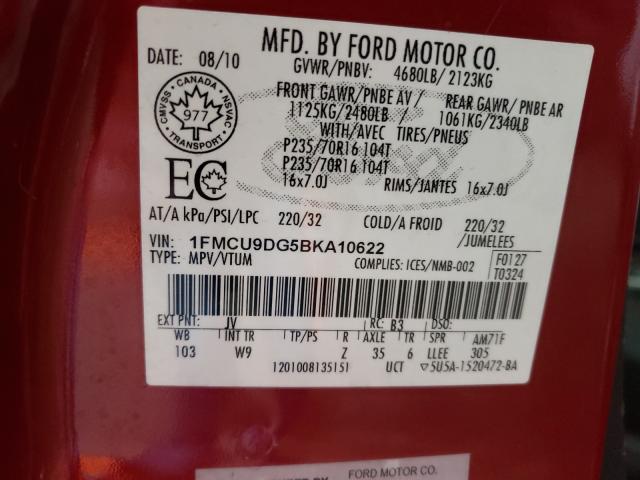 MFD. BY FORD MOTOR CO.
DATE: 08/10
GVWR/PNBV: 4680LB/ 2123KG
FRONT GAWR/PNBE AV/ REAR GAWR/ PNBE AR
1125KG/2480LB 1061KG/2340LB
WITH/AVEC TIRES/PNEUS
P235/70R16 104T
P235/70R16 104T
16x7.0J RIMS/JANTES 16x7.0J
CANADA
CMVSS NSVAC
977
TRANSPORT
EC
AT/A kPa/PSI/LPC 220/32 COLD/A FROID 220/32
/JUMELEES
VIN: 1FMCU9DG5BKA10622
TYPE: MPV/VTUM COMPLIES: ICES/NMB-002
F0127
T0324
EXT PNT: JV RC: B3 DSO:
WB INT TR TP/PS R AXLE TR SPR AM71F
103 W9 Z 35 6 LLEE 305
1201008135151 UCT ▽5U5A-1520472-BA
FORD MOTOR CO.